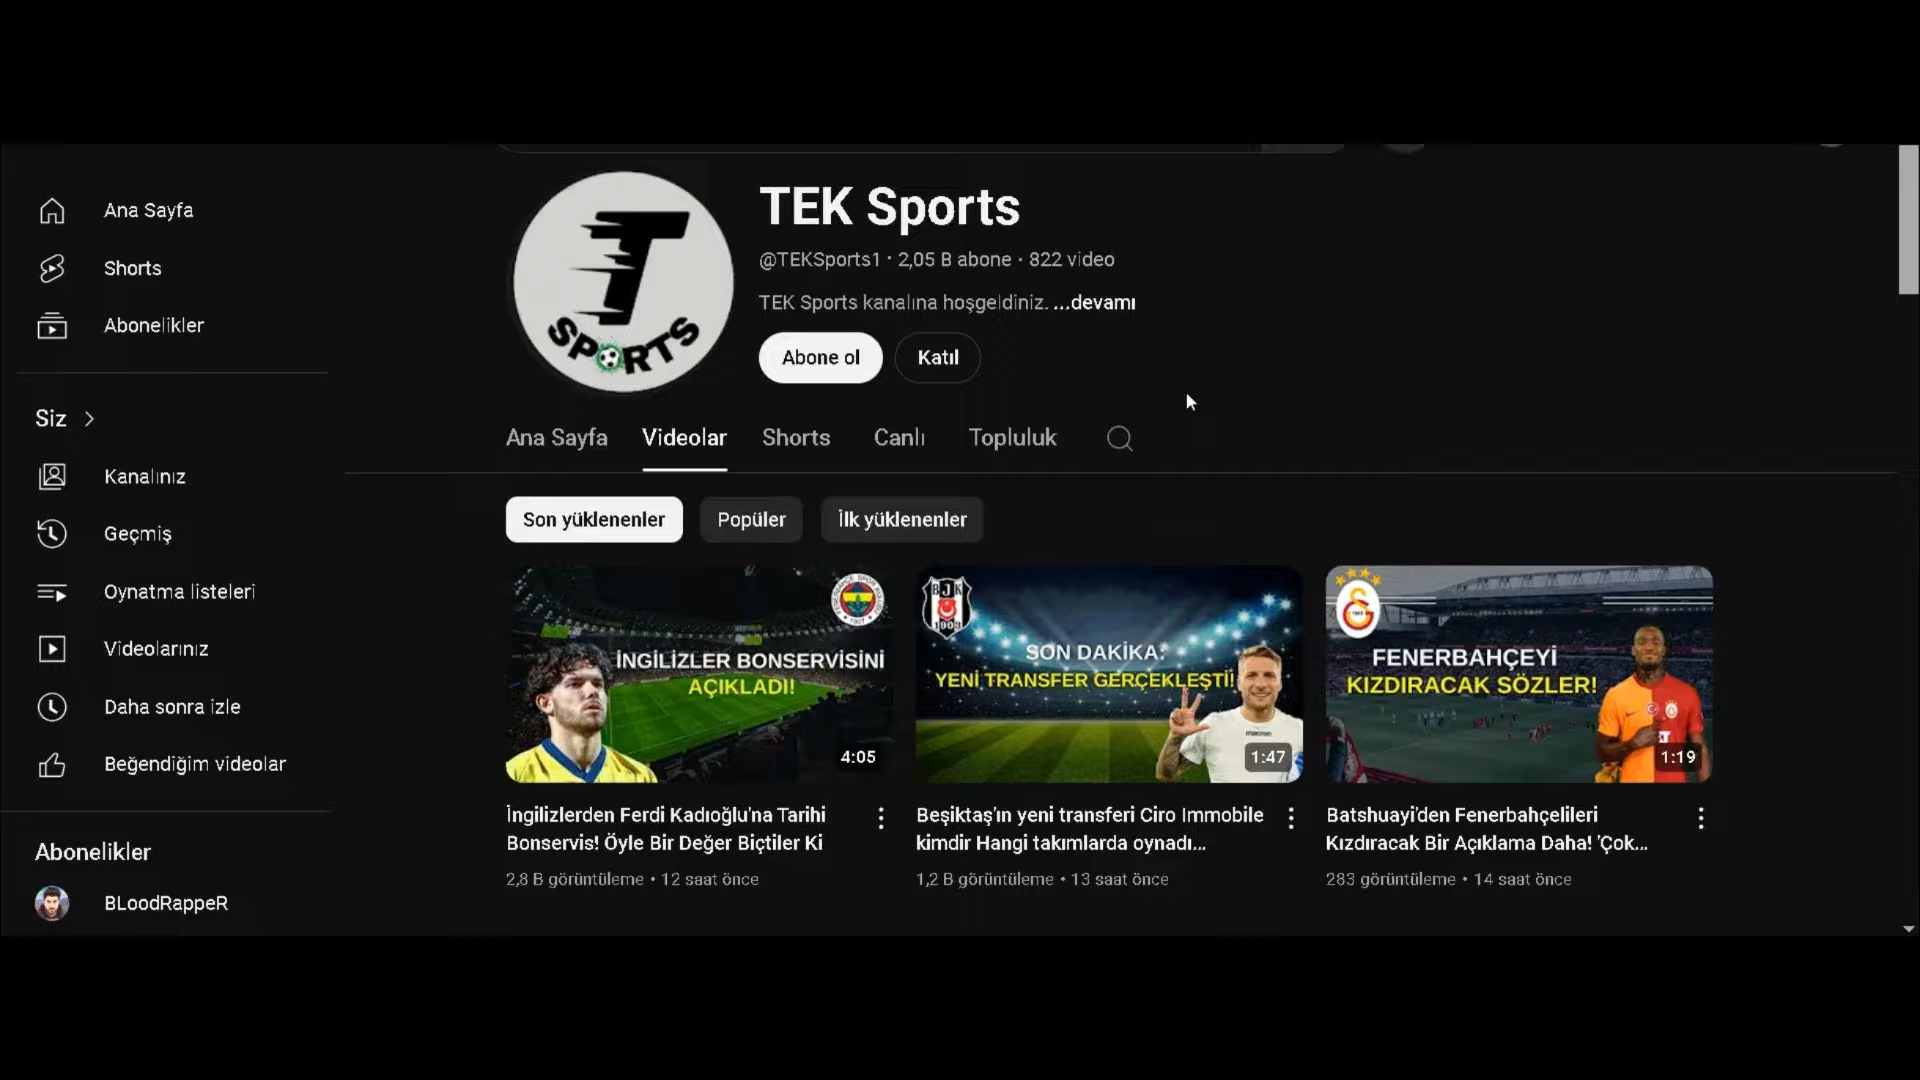 Ana Sayfa
Shorts
Abonelikler
Siz
Kanalınız
Geçmiş
Oynatma listeleri
Videolarınız
Daha sonra izle
Beğendiğim videolar
Abonelikler
BLoodRappeR
T
SPORTS
TEK Sports
@TEKSports1 • 2,05 B abone • 822 video
TEK Sports kanalına hoşgeldiniz. ...devamı
Abone ol
Katıl
Ana Sayfa
Videolar
Shorts
Canlı
Topluluk
Son yüklenenler
Popüler
İlk yüklenenler
İNGİLİZLER BONSERVİSİNİ
AÇIKLADI!
4:05
İngilizlerden Ferdi Kadıoğlu'na Tarihi
Bonservis! Öyle Bir Değer Biçtiler Ki
2,8 B görüntüleme • 12 saat önce
BJK
1903
SON DAKİKA:
YENİ TRANSFER GERÇEKLEŞTİ!
macron
1:47
Beşiktaş'ın yeni transferi Ciro Immobile
kimdir Hangi takımlarda oynadı...
1,2 B görüntüleme • 13 saat önce
FENERBAHÇEYİ
KIZDIRACAK SÖZLER!
1:19
Batshuayi'den Fenerbahçelileri
Kızdıracak Bir Açıklama Daha! 'Çok...
283 görüntüleme • 14 saat önce